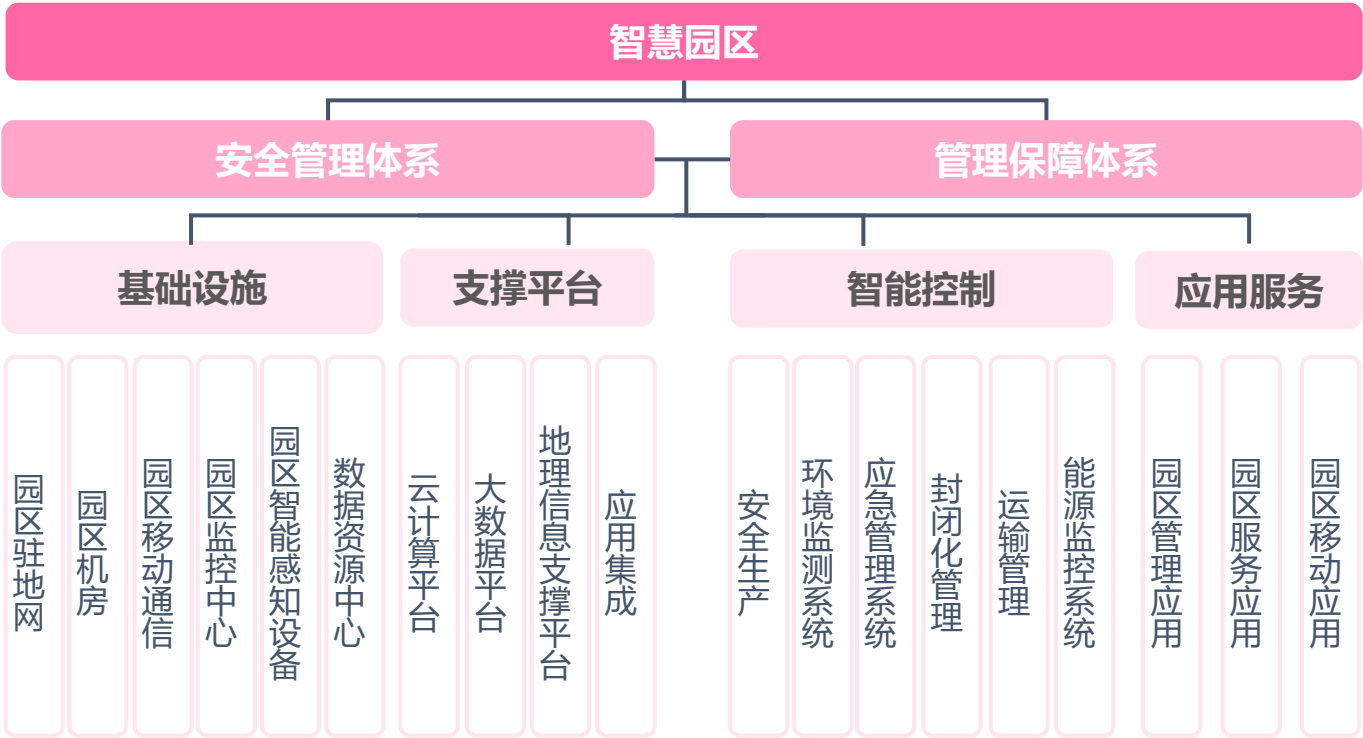 智慧园区
安全管理体系
管理保障体系
基础设施
支撑平台
智能控制
应用服务
园区驻地网
园区机房
园区移动通信
园区监控中心
园区智能感知设备
数据资源中心
云计算平台
大数据平台
地理信息支撑平台
应用集成
安全生产
环境监测系统
应急管理系统
封闭化管理
运输管理
能源监控系统
园区管理应用
园区服务应用
园区移动应用